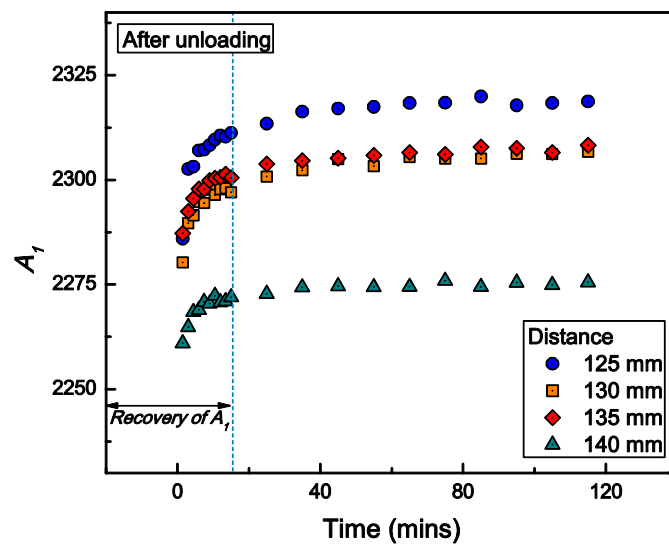 After unloading
2325
2300
2275
2250
A1
Recovery of A1
Distance
125 mm
130 mm
135 mm
140 mm
0
40
80
120
Time (mins)